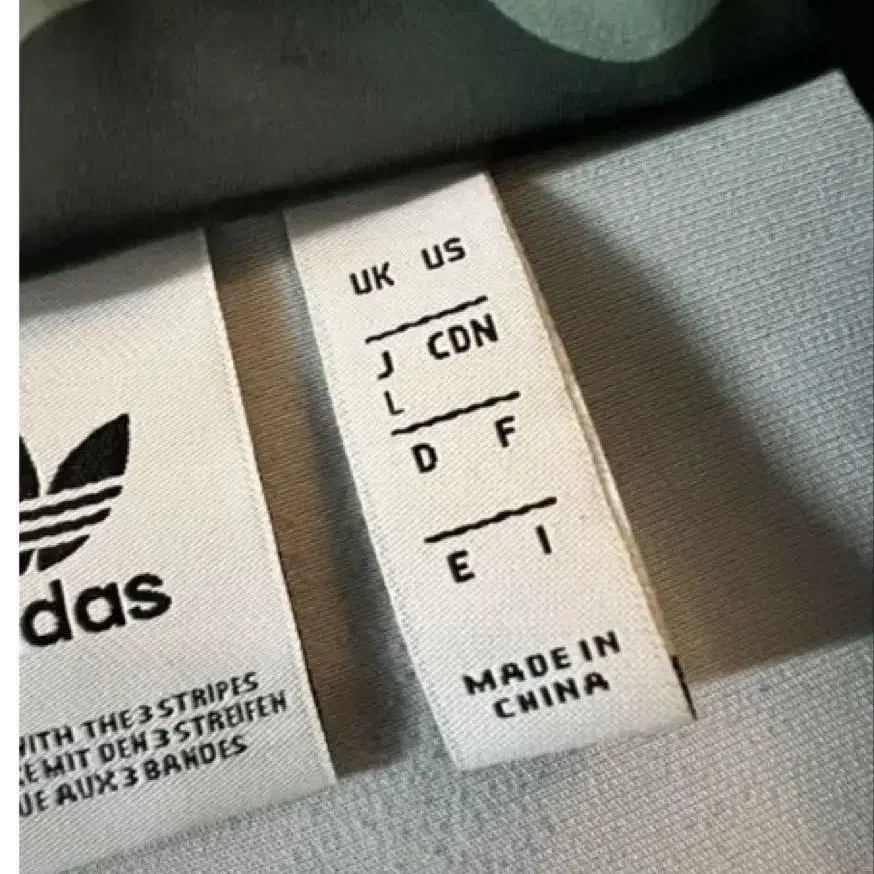 das
WITH THE 3 STRIPES
KE MIT DEN 3 STREIFEN
UE AUX 3 BANDES
UK US
J CDN
L
D F
E I
MADE IN
CHINA